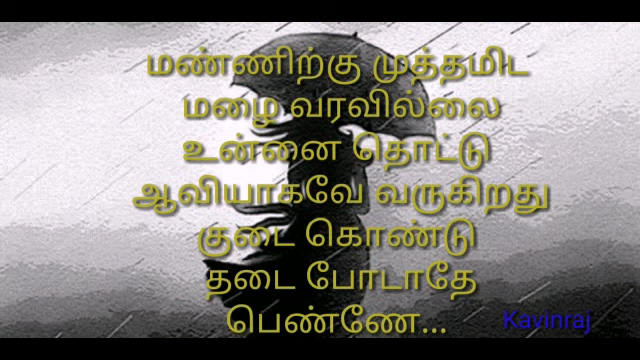 மண்ணிற்கு முத்தமிட
மழை வரவில்லை
உன்னை தொட்டு
ஆவியாகவே வருகிறது
குடை கொண்டு
தடை போடாதே
பெண்ணே...
Kavinraj